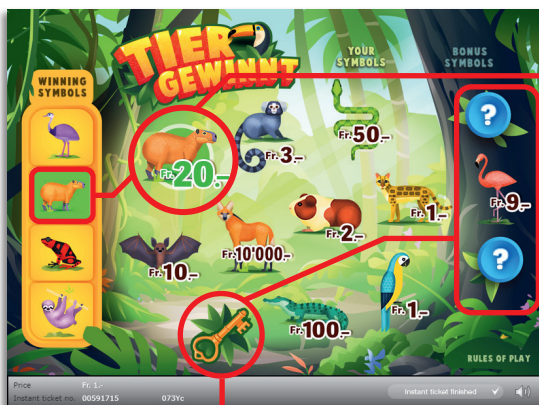 TIER
GEWINNT
YOUR
SYMBOLS
BONUS
SYMBOLS
WINNING
SYMBOLS
Fr.20.–
Fr.3.–
Fr.50.–
?
Fr.10.–
Fr.10'000.–
Fr.2.–
Fr.1.–
Fr.9.–
Fr.100.–
Fr.1.–
?
RULES OF PLAY
Price Fr. 1.-
Instant ticket no. 00591715 073Yc
Instant ticket finished